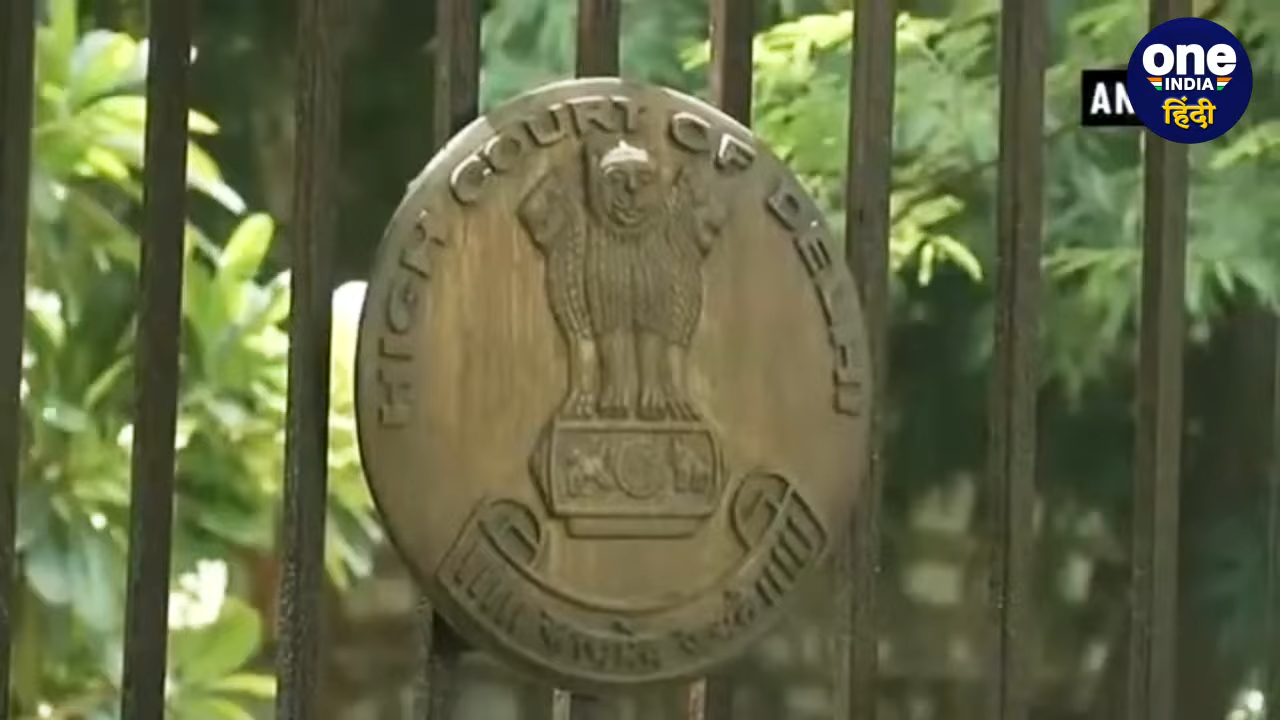 HIGH COURT OF DELHI
one
INDIA
हिंदी
AN